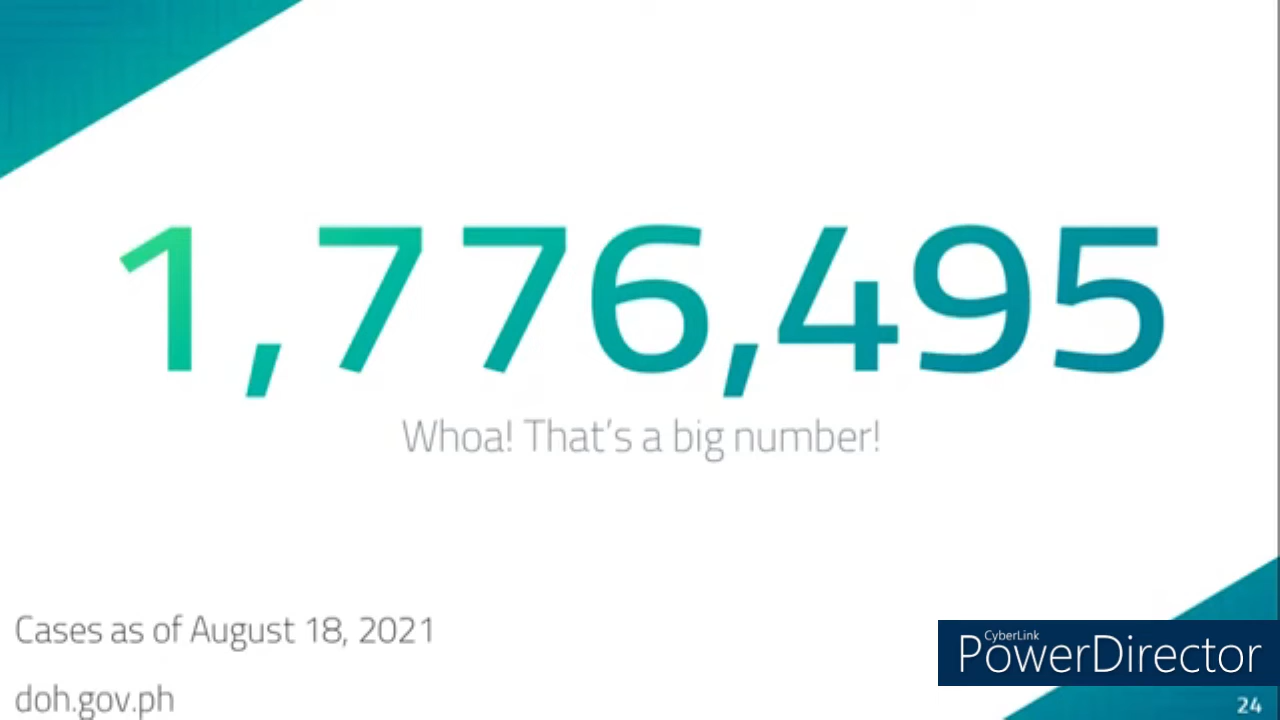 1,776,495
Whoa! That's a big number!
Cases as of August 18, 2021
doh.gov.ph
CyberLink
PowerDirector
24